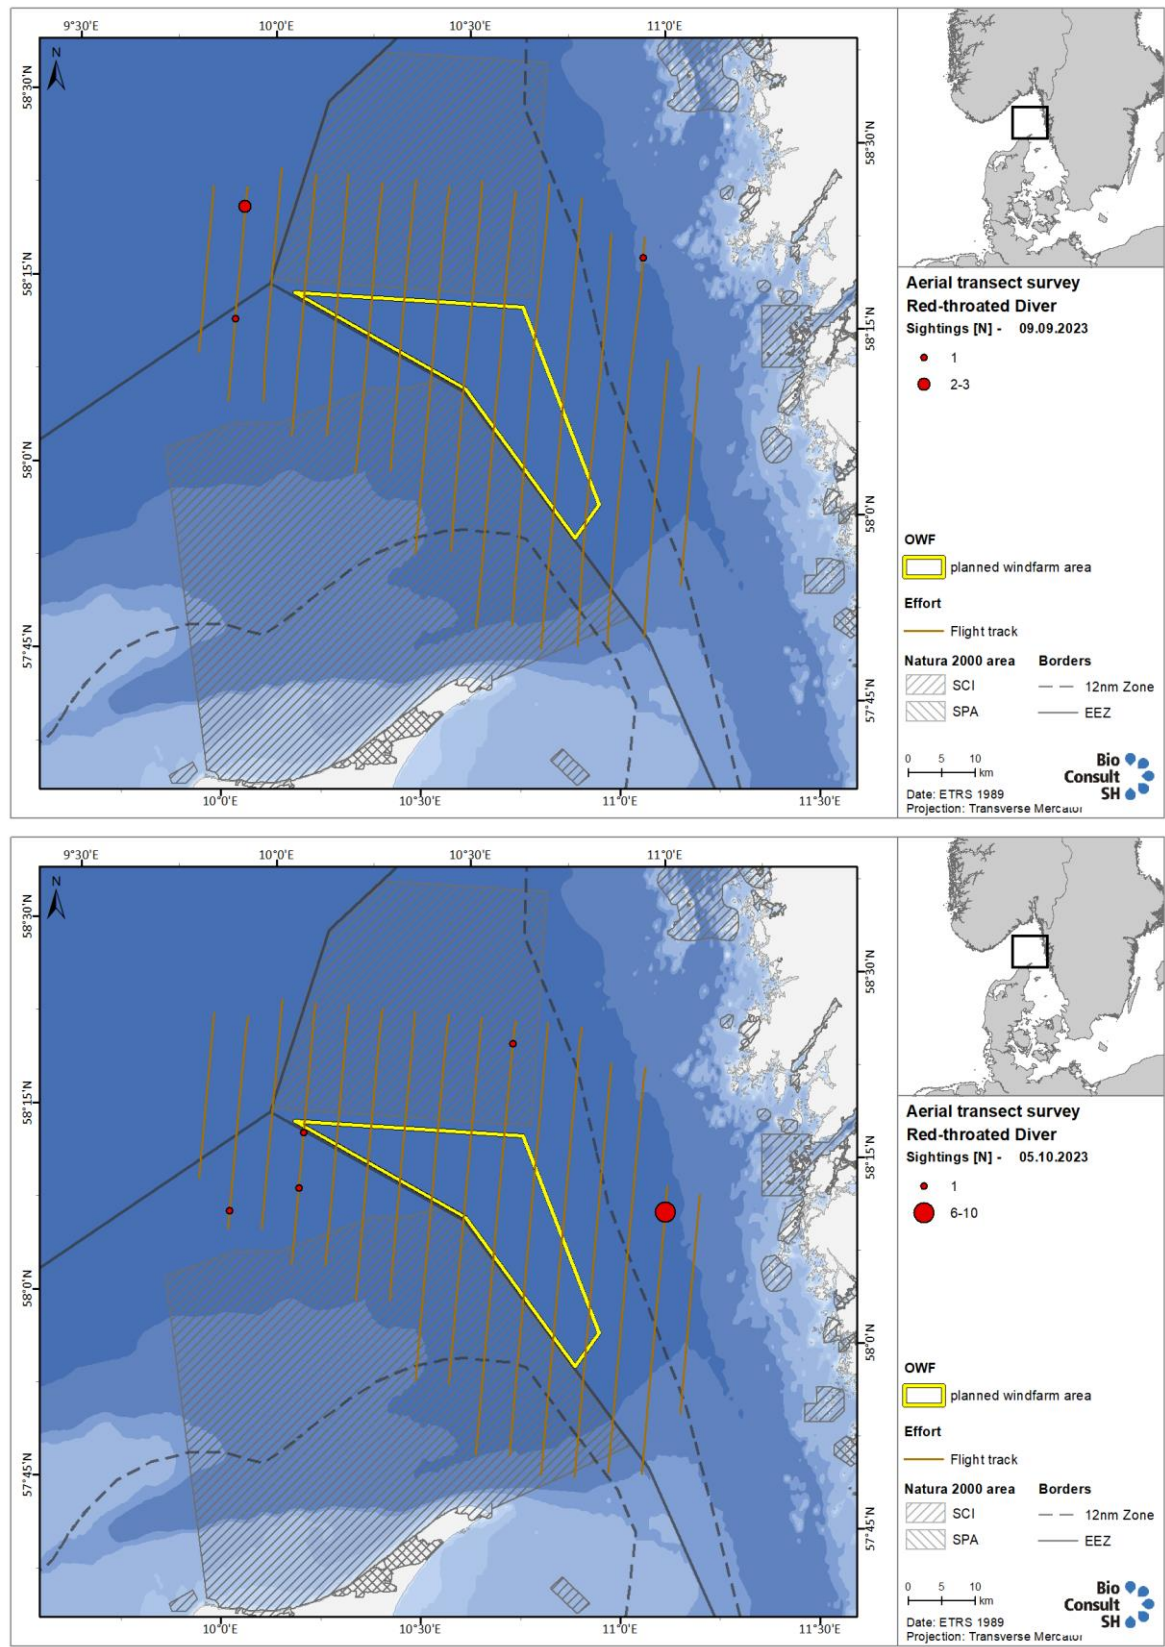 9°30'E 10°0'E 10°30'E 11°0'E
N
58°30'N
58°15'N
58°0'N
57°45'N
58°30'N
58°15'N
58°0'N
57°45'N
10°0'E 10°30'E 11°0'E 11°30'E
Aerial transect survey
Red-throated Diver
Sightings [N] - 09.09.2023
1
2-3
OWF
planned windfarm area
Effort
Flight track
Natura 2000 area Borders
SCI 12nm Zone
SPA EEZ
0 5 10
km
Date: ETRS 1989
Projection: Transverse Mercator
Bio
Consult
SH
9°30'E 10°0'E 10°30'E 11°0'E
N
58°30'N
58°15'N
58°0'N
57°45'N
58°30'N
58°15'N
58°0'N
57°45'N
10°0'E 10°30'E 11°0'E 11°30'E
Aerial transect survey
Red-throated Diver
Sightings [N] - 05.10.2023
1
6-10
OWF
planned windfarm area
Effort
Flight track
Natura 2000 area Borders
SCI 12nm Zone
SPA EEZ
0 5 10
km
Date: ETRS 1989
Projection: Transverse Mercator
Bio
Consult
SH